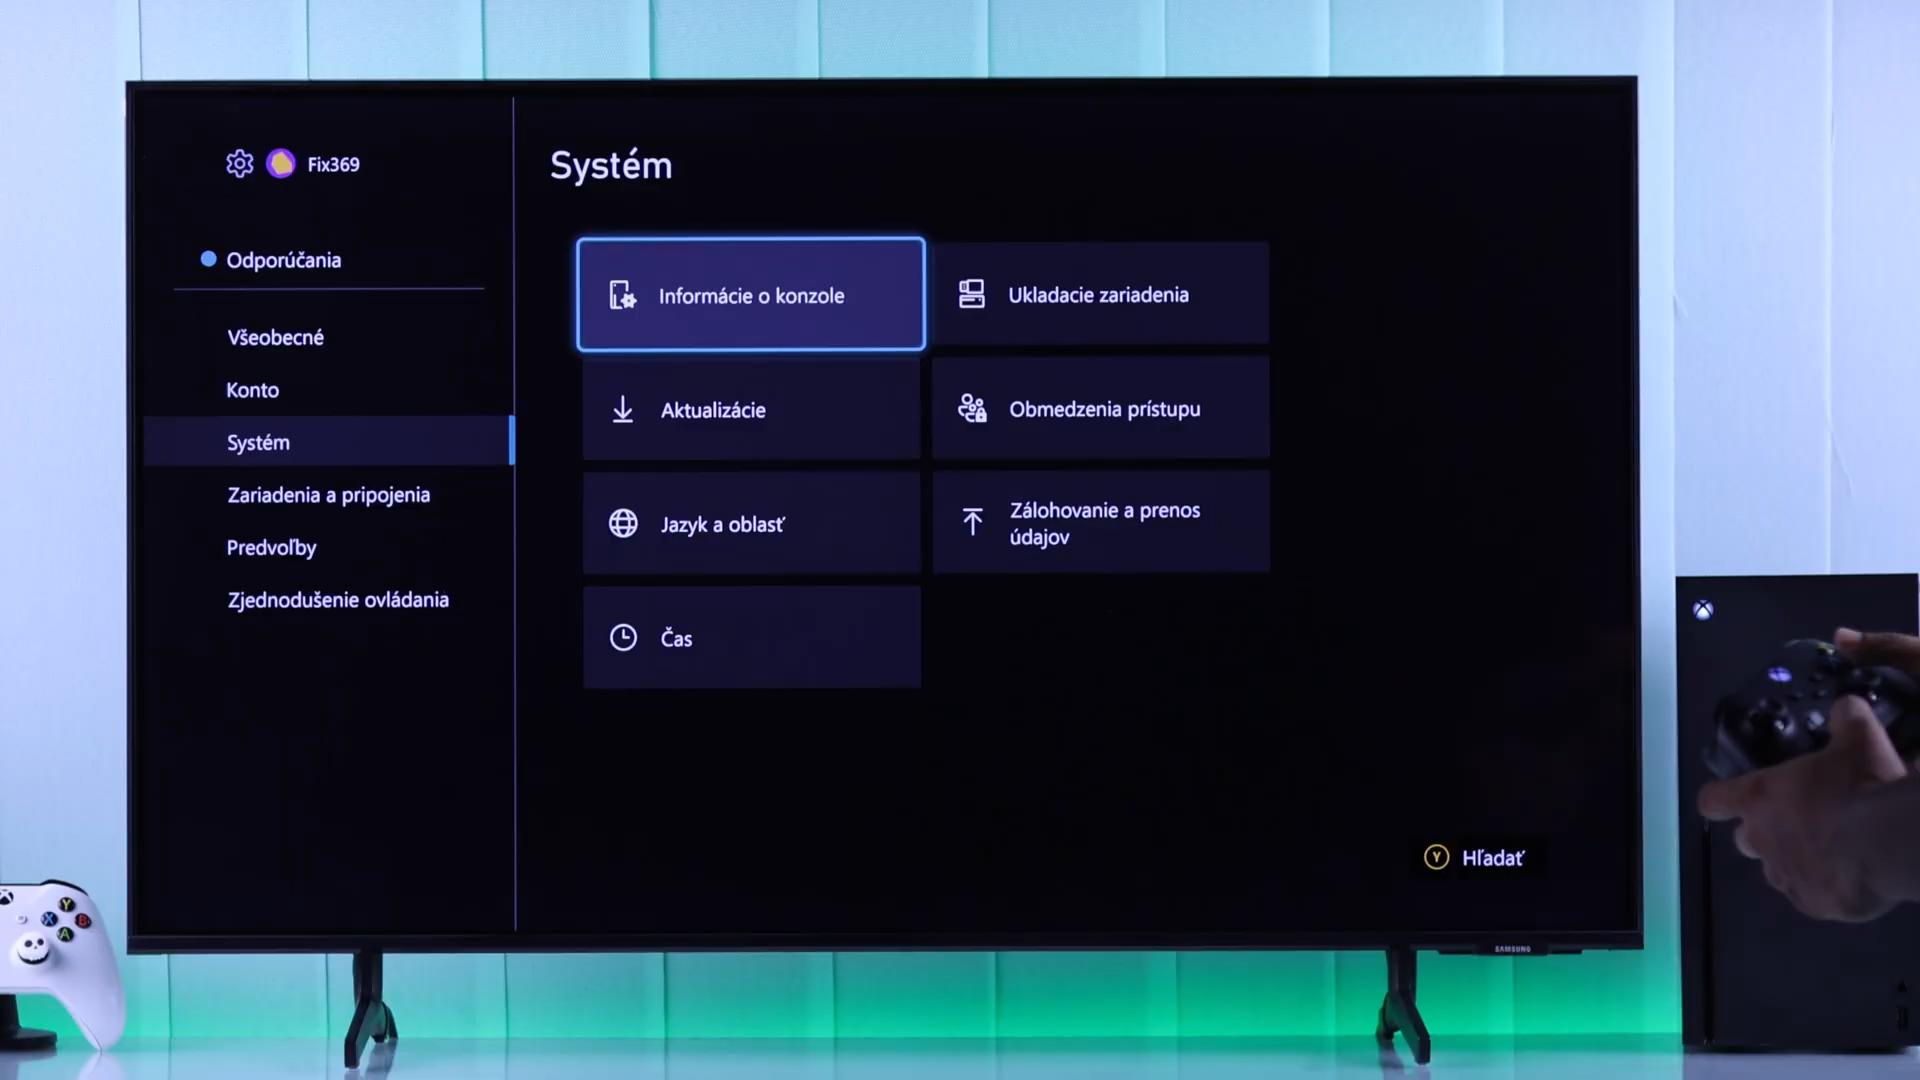 Fix369
Odporúčania
Všeobecné
Konto
Systém
Zariadenia a pripojenia
Predvoľby
Zjednodušenie ovládania
Systém
Informácie o konzole
Ukladacie zariadenia
Aktualizácie
Obmedzenia prístupu
Jazyk a oblasť
Zálohovanie a prenos
údajov
Čas
Y Hľadať
SAMSUNG
Y
X
B
A